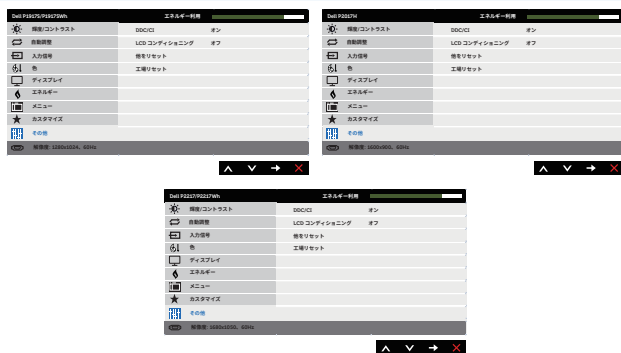 Dell P1917S/P1917SWh エネルギー利用
輝度/コントラスト DDC/CI オン
自動調整 LCD コンディショニング オフ
入力信号 他をリセット
色 工場リセット
ディスプレイ
エネルギー
メニュー
カスタマイズ
その他
解像度: 1280x1024、60Hz
Dell P2017H エネルギー利用
輝度/コントラスト DDC/CI オン
自動調整 LCD コンディショニング オフ
入力信号 他をリセット
色 工場リセット
ディスプレイ
エネルギー
メニュー
カスタマイズ
その他
解像度: 1600x900、60Hz
Dell P2217/P2217Wh エネルギー利用
輝度/コントラスト DDC/CI オン
自動調整 LCD コンディショニング オフ
入力信号 他をリセット
色 工場リセット
ディスプレイ
エネルギー
メニュー
カスタマイズ
その他
解像度: 1680x1050、60Hz